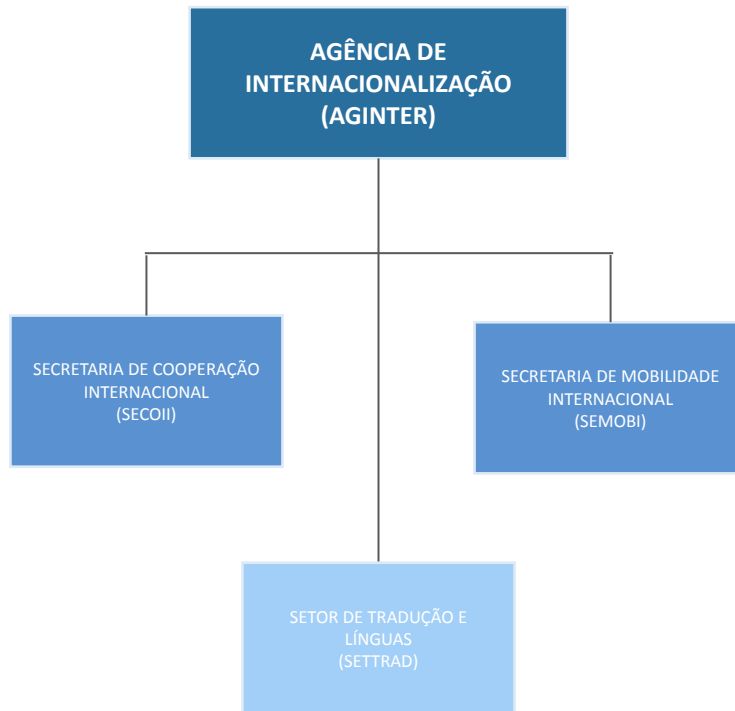 AGÊNCIA DE
INTERNACIONALIZAÇÃO
(AGINTER)
SECRETARIA DE COOPERAÇÃO
INTERNACIONAL
(SECOII)
SECRETARIA DE MOBILIDADE
INTERNACIONAL
(SEMOBI)
SETOR DE TRADUÇÃO E
LÍNGUAS
(SETTRAD)